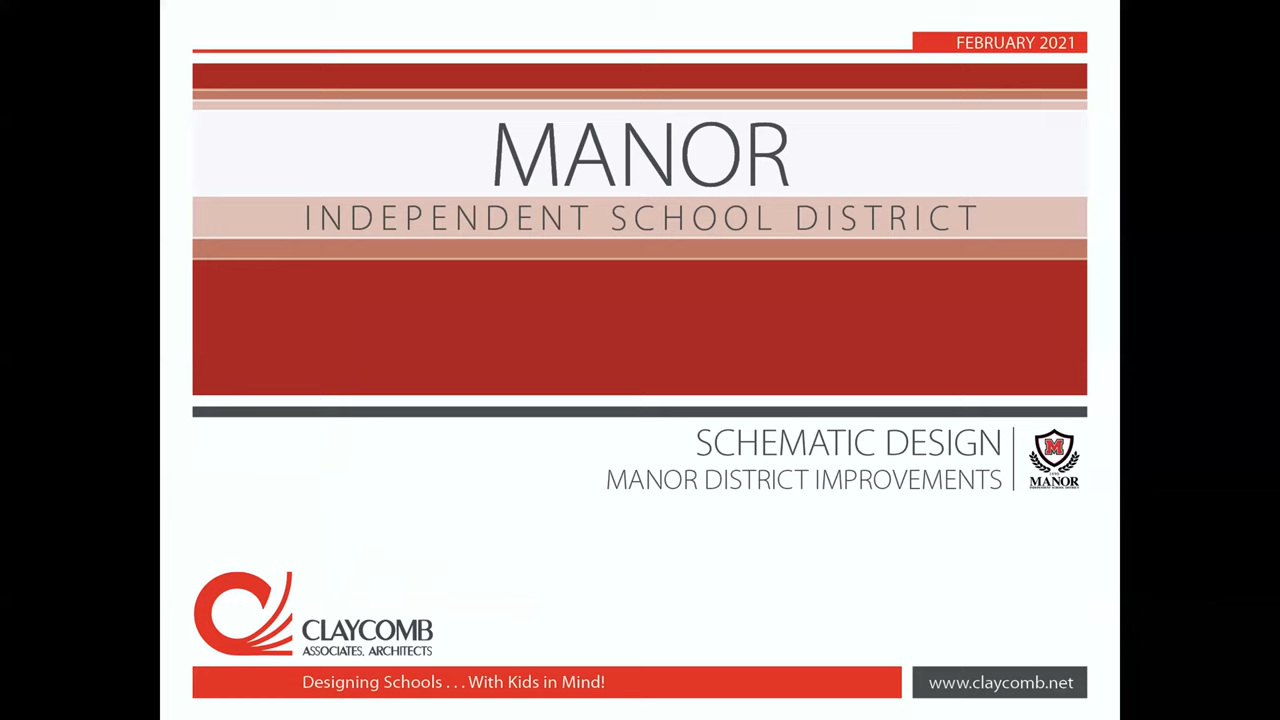 FEBRUARY 2021
MANOR
INDEPENDENT SCHOOL DISTRICT
SCHEMATIC DESIGN
MANOR DISTRICT IMPROVEMENTS
M
MANOR
CLAYCOMB
ASSOCIATES, ARCHITECTS
Designing Schools . . . With Kids in Mind!
www.claycomb.net